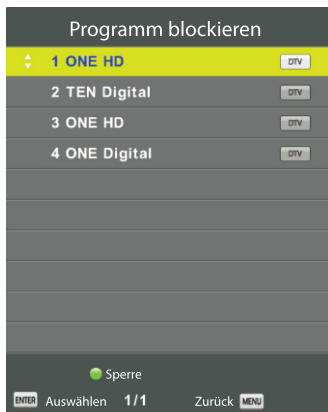 Programm blockieren
1 ONE HD DTV
2 TEN Digital DTV
3 ONE HD DTV
4 ONE Digital DTV
Sperre
ENTER Auswählen 1/1 Zurück MENU